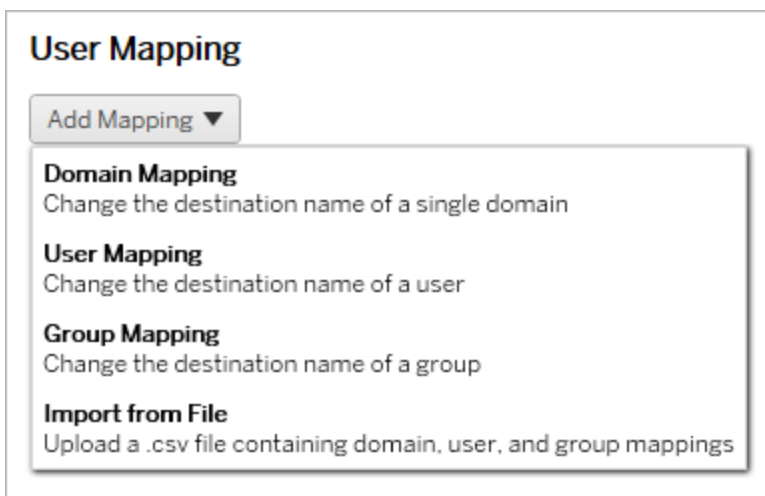 User Mapping
Add Mapping ▼
Domain Mapping
Change the destination name of a single domain
User Mapping
Change the destination name of a user
Group Mapping
Change the destination name of a group
Import from File
Upload a .csv file containing domain, user, and group mappings